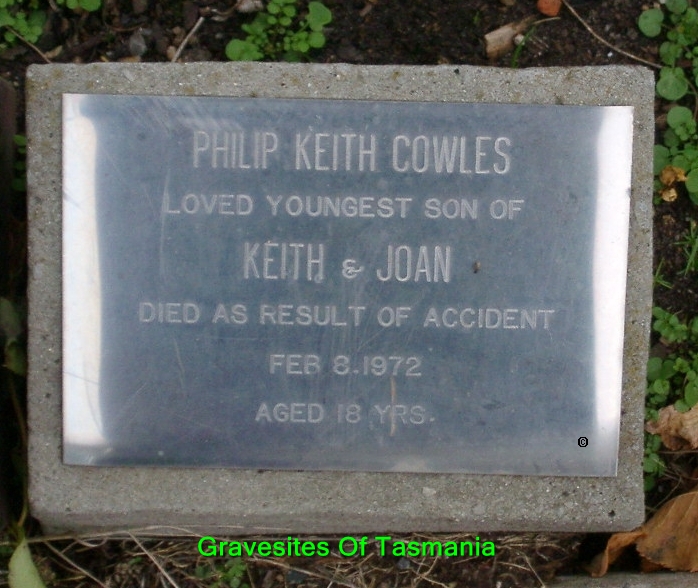 PHILIP KEITH COWLES
LOVED YOUNGEST SON OF
KEITH & JOAN
DIED AS RESULT OF ACCIDENT
FEB 8.1972
AGED 18 YRS.
©
Gravesites Of Tasmania